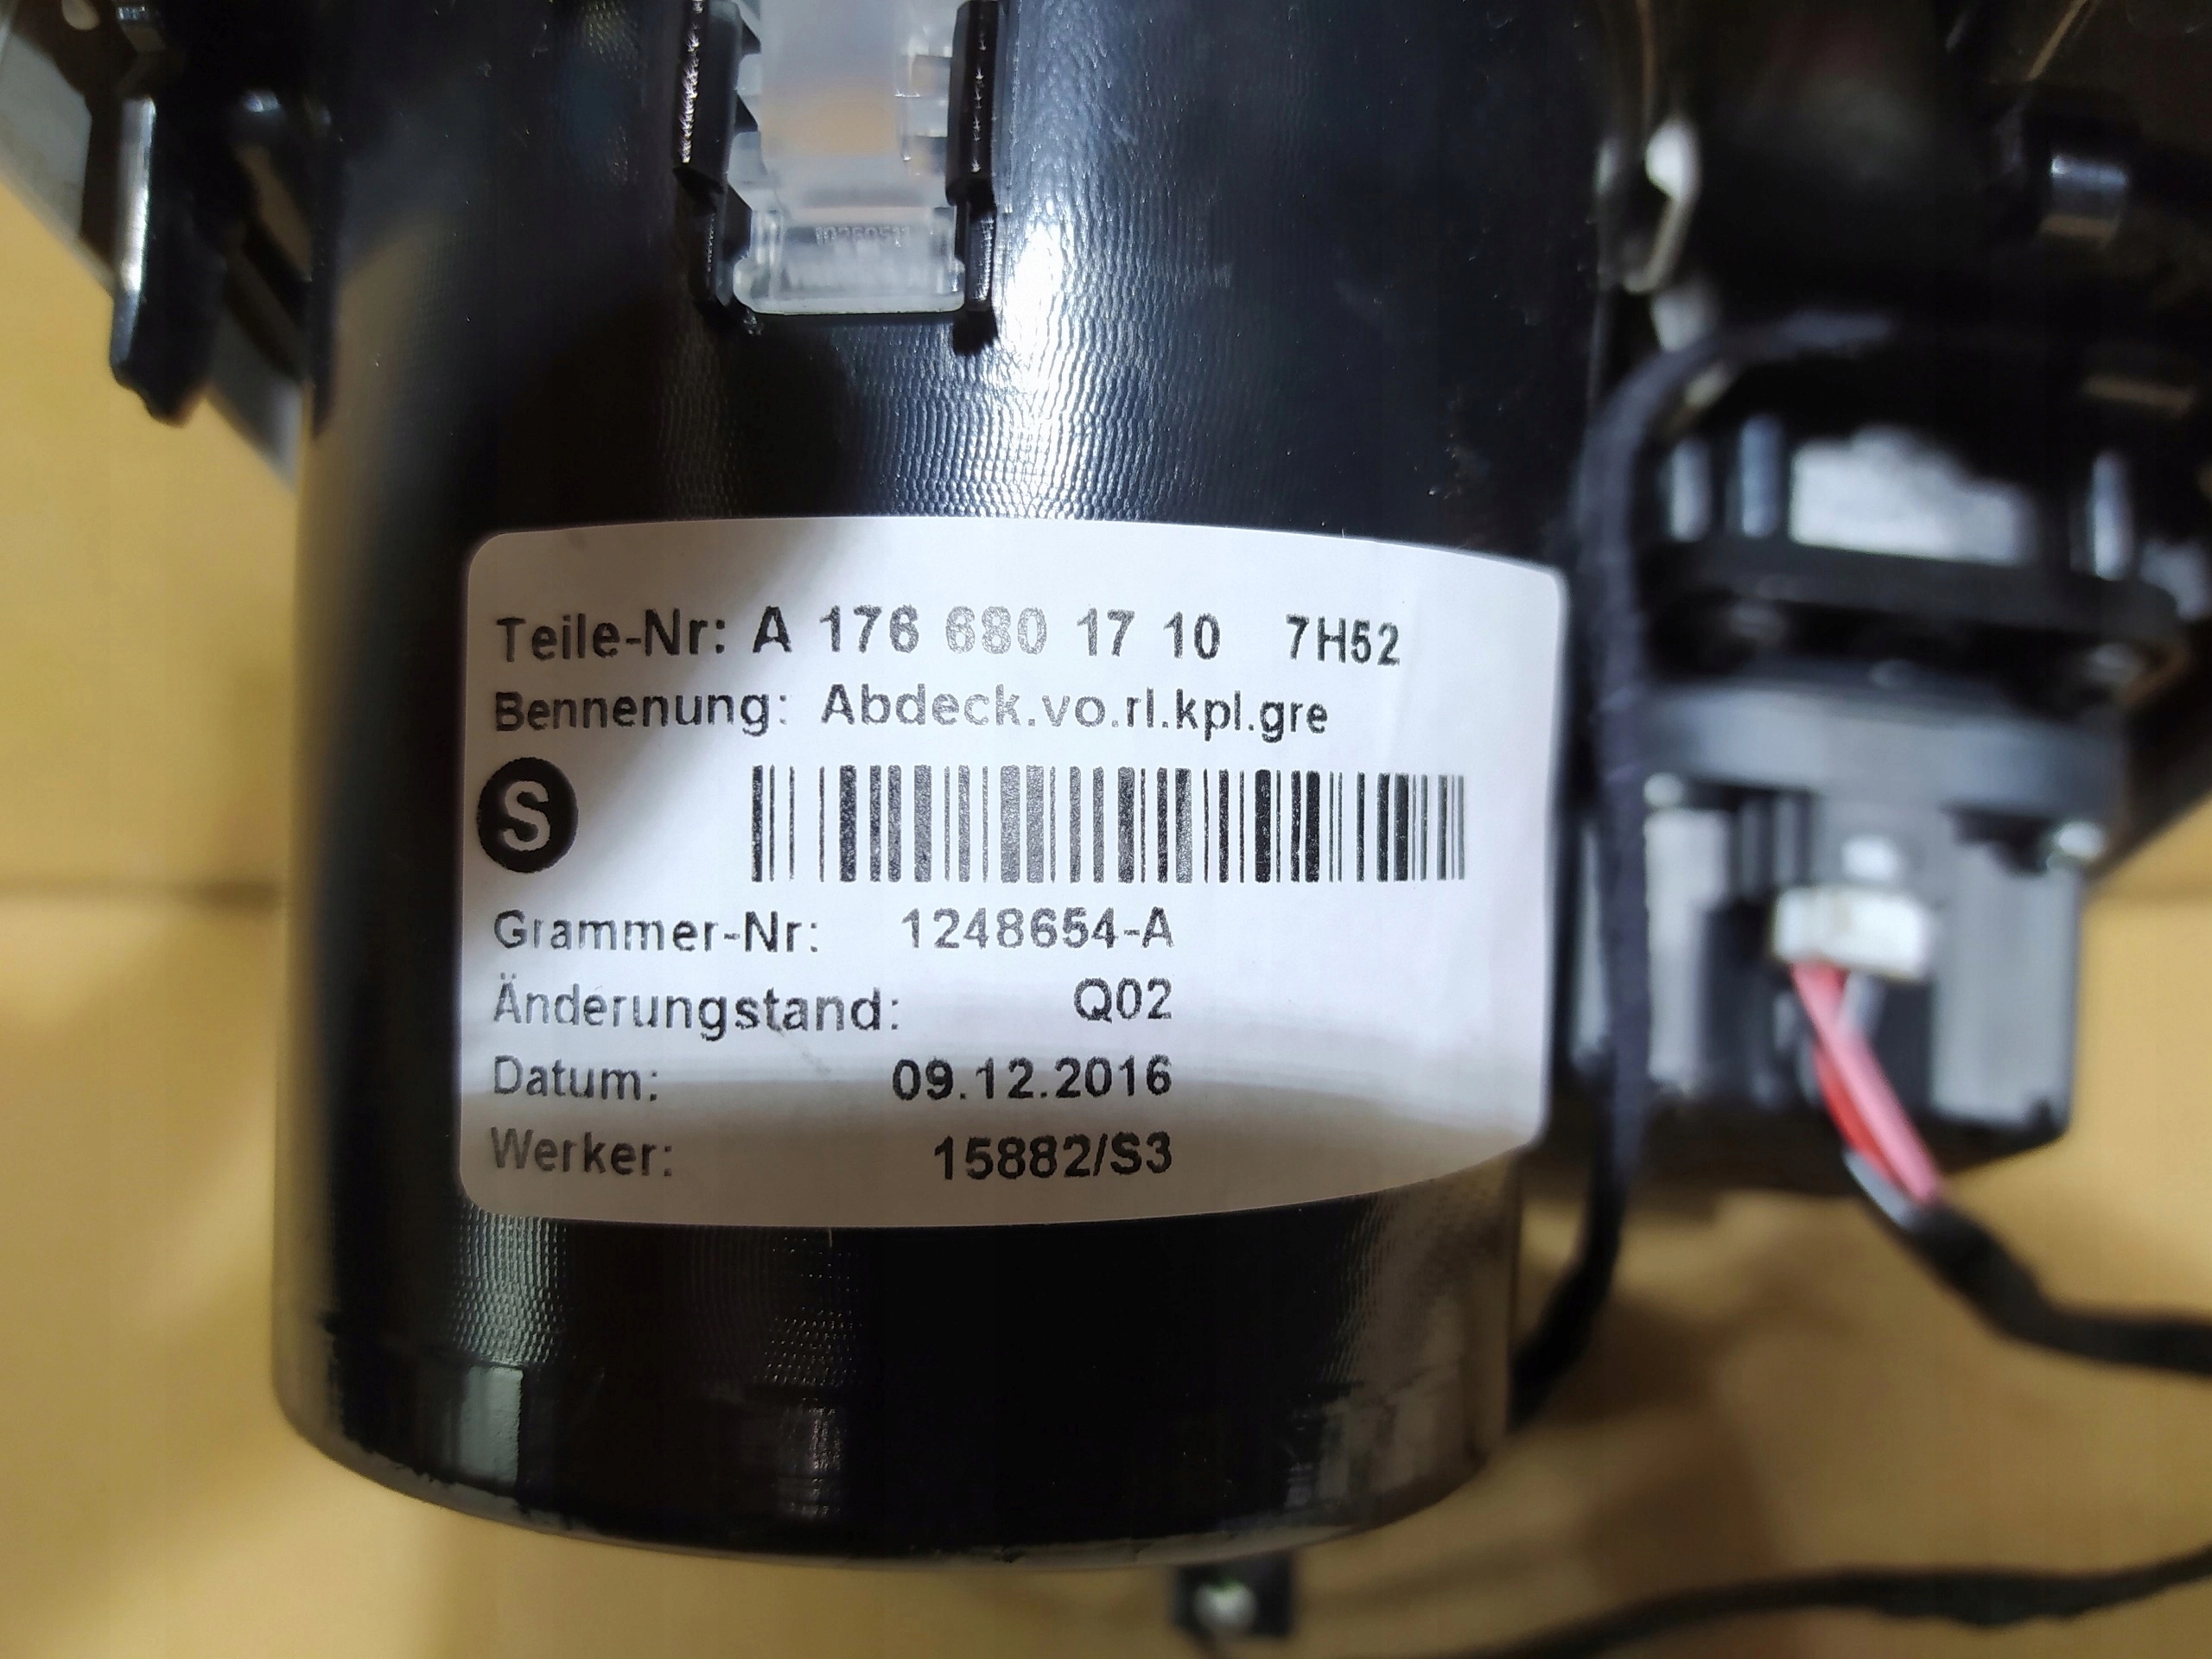 Teile-Nr: A 176 680 17 10 7H52
Bennenung: Abdeck.vo.rl.kpl.gre
S
Grammer-Nr: 1248654-A
Änderungstand: Q02
Datum: 09.12.2016
Werker: 15882/S3